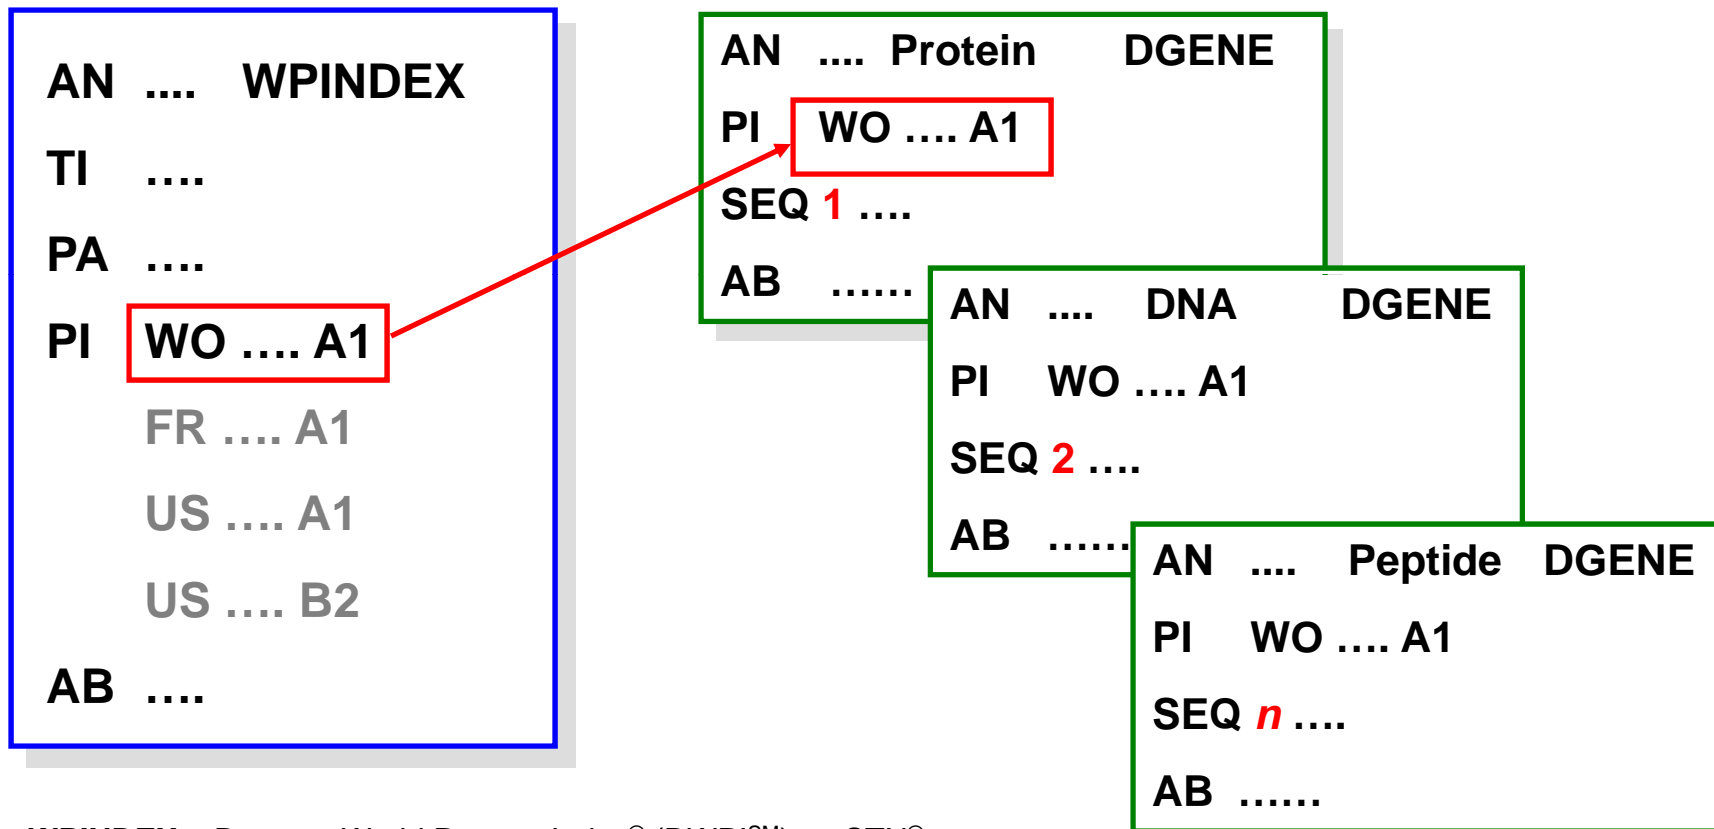 AN .... WPINDEX
TI ....
PA ....
PI WO .... A1
FR .... A1
US .... A1
US .... B2
AB ....
AN .... Protein DGENE
PI WO .... A1
SEQ 1 ....
AB ......
AN .... DNA DGENE
PI WO .... A1
SEQ 2 ....
AB ......
AN .... Peptide DGENE
PI WO .... A1
SEQ n ....
AB ......